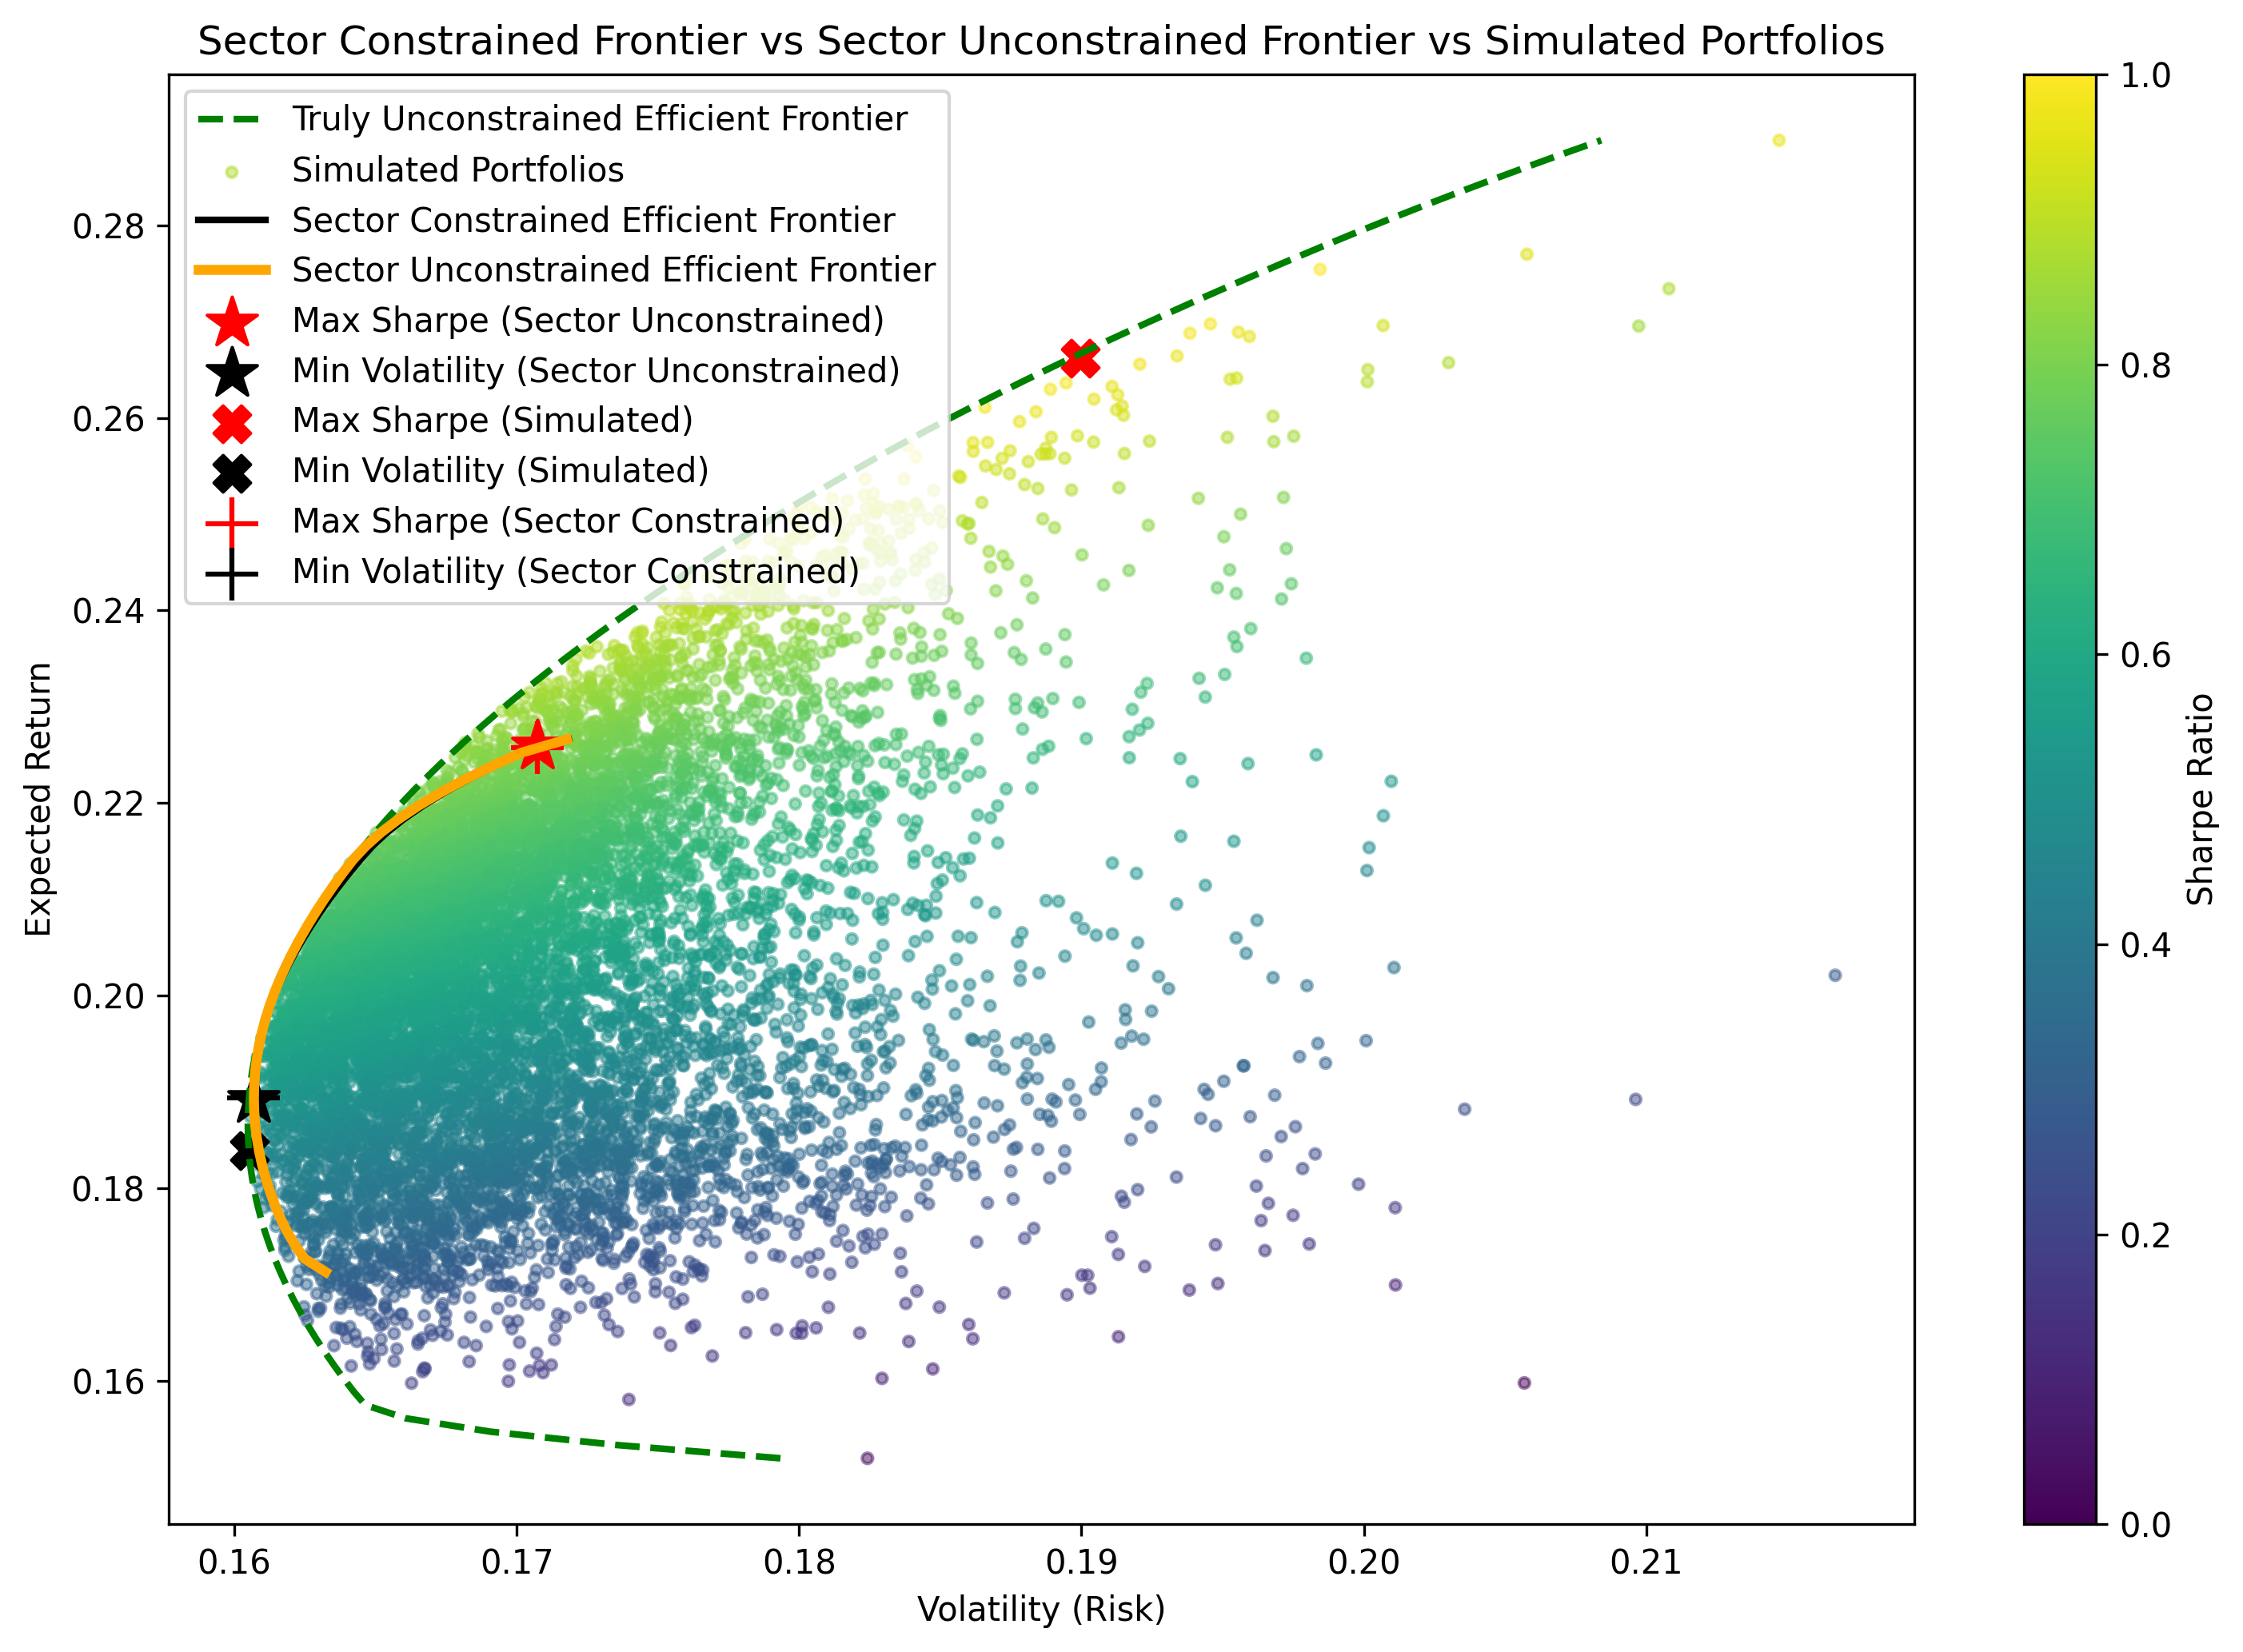 Sector Constrained Frontier vs Sector Unconstrained Frontier vs Simulated Portfolios
Truly Unconstrained Efficient Frontier
Simulated Portfolios
Sector Constrained Efficient Frontier
Sector Unconstrained Efficient Frontier
Max Sharpe (Sector Unconstrained)
Min Volatility (Sector Unconstrained)
Max Sharpe (Simulated)
Min Volatility (Simulated)
Max Sharpe (Sector Constrained)
Min Volatility (Sector Constrained)
Expected Return
0.28
0.26
0.24
0.22
0.20
0.18
0.16
0.16
0.17
0.18
0.19
0.20
0.21
Volatility (Risk)
1.0
0.8
0.6
0.4
0.2
0.0
Sharpe Ratio